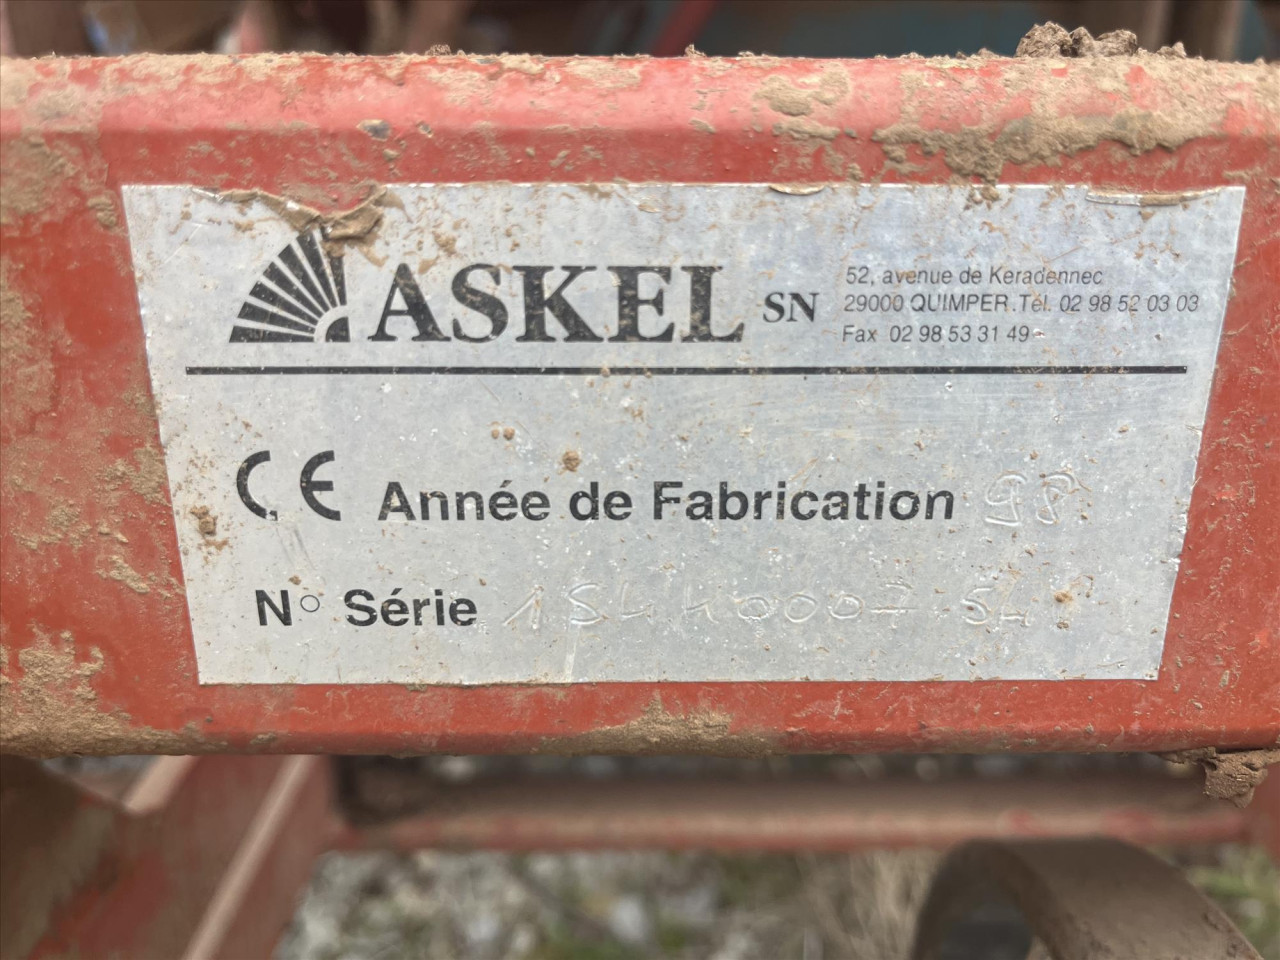 ASKEL SN
52, avenue de Keradennec
29000 QUIMPER.Tél. 02 98 52 03 03
Fax 02 98 53 31 49
CE Année de Fabrication 98
N° Série 1544000754